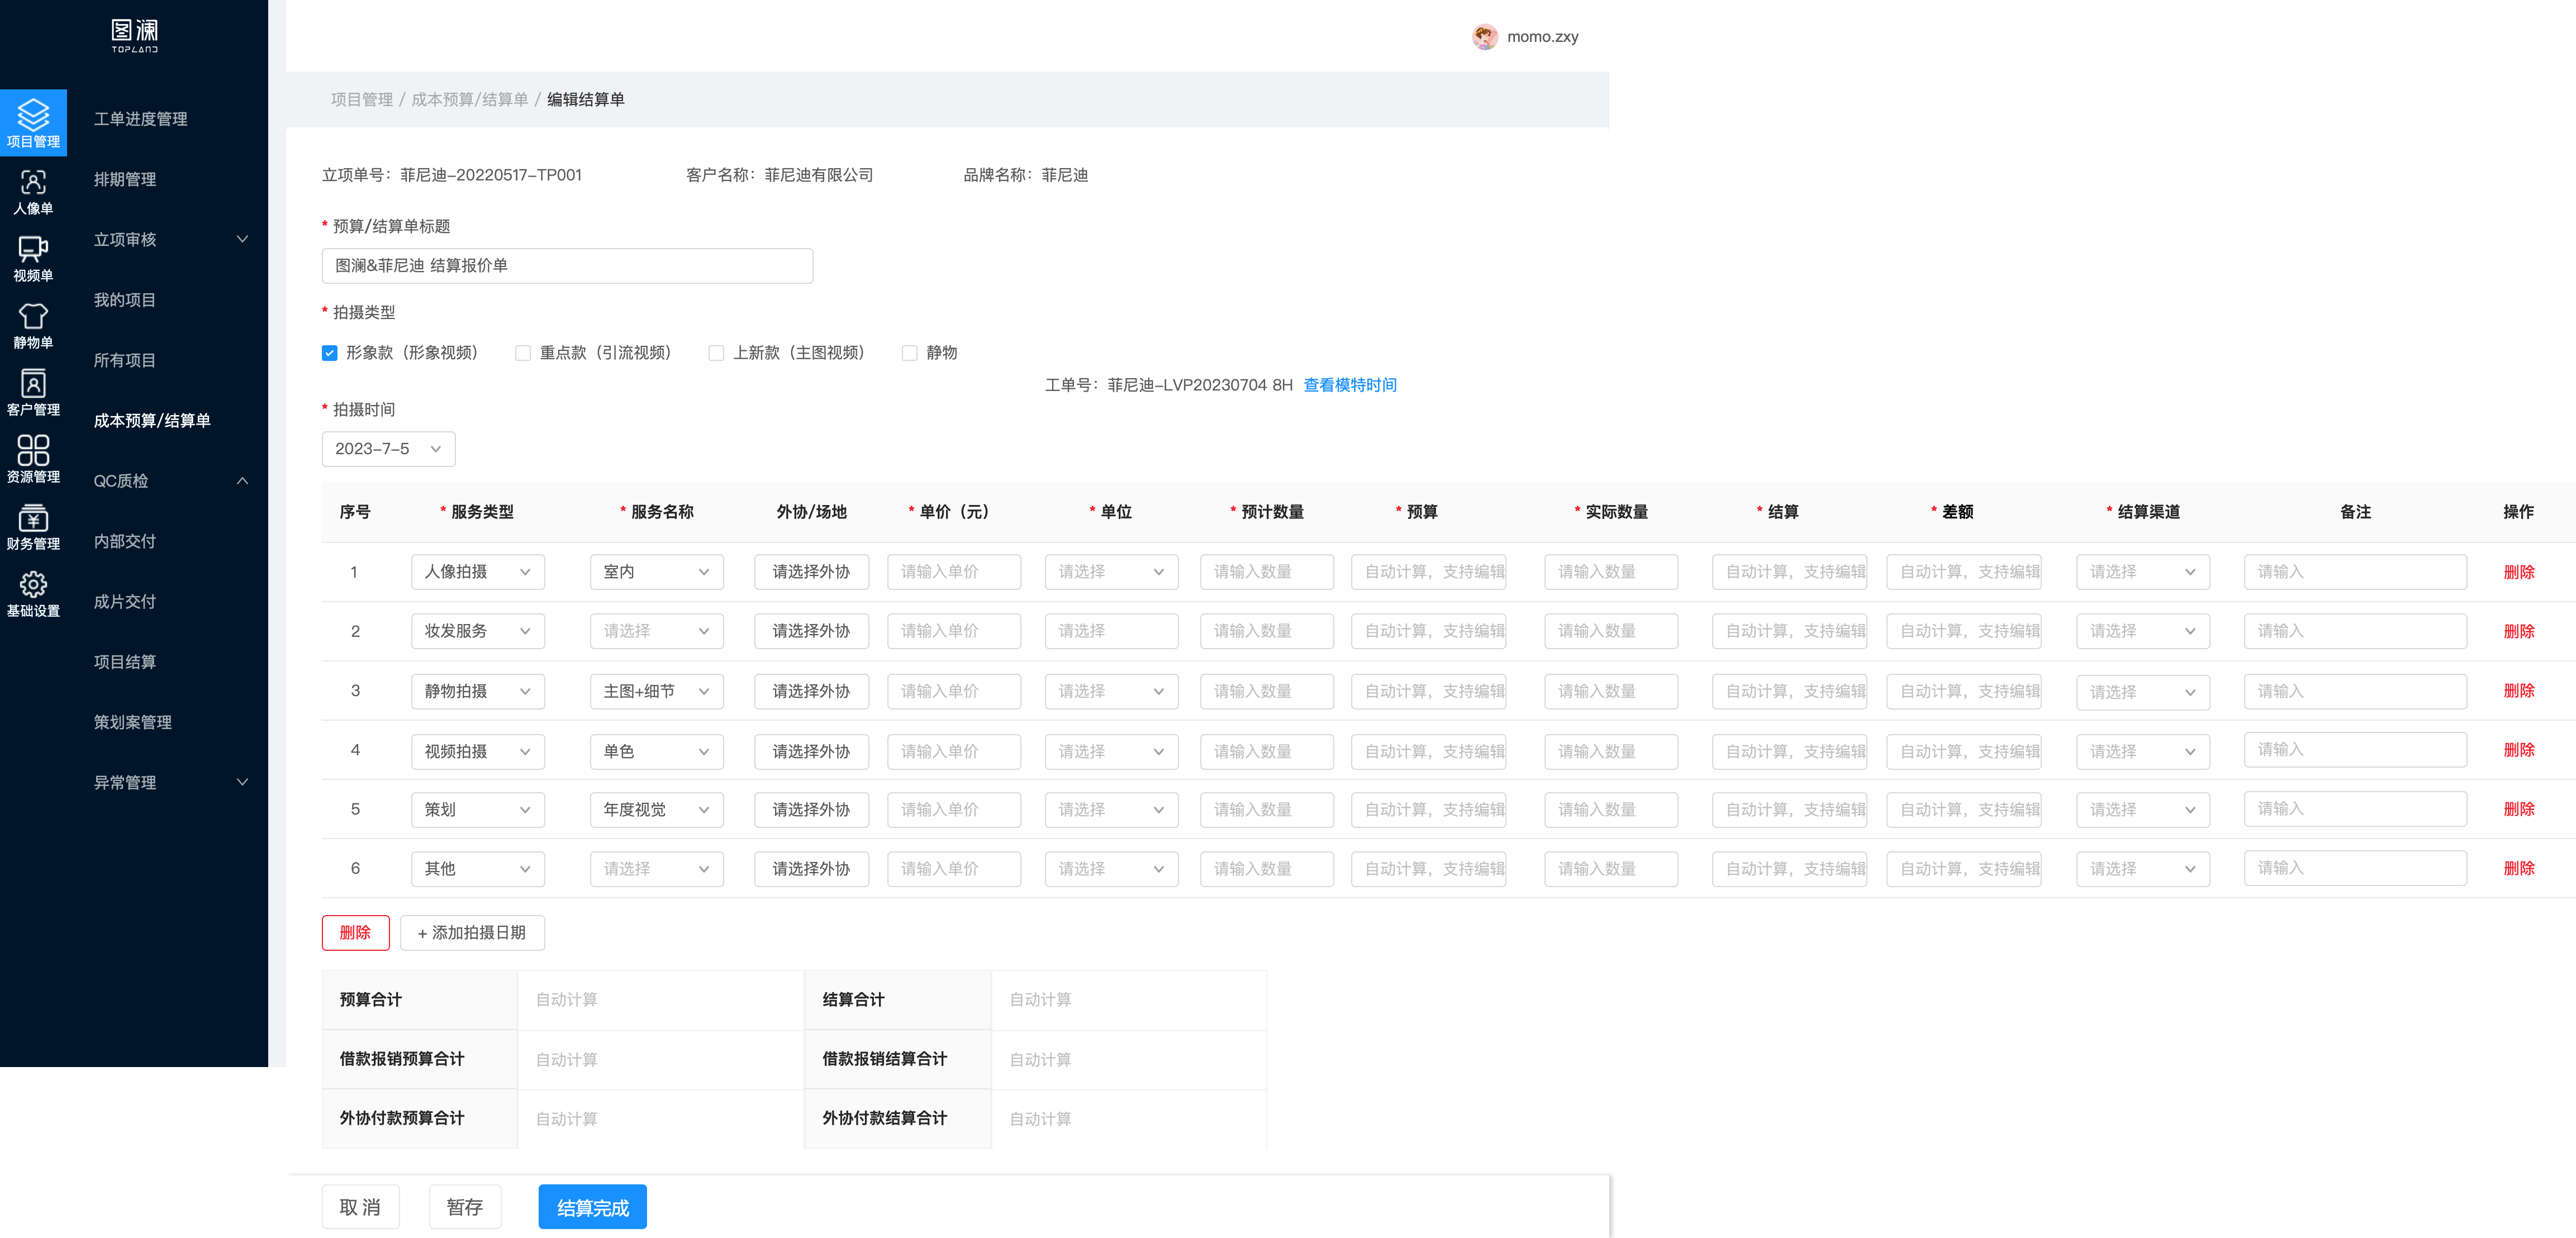 图澜
TOPLAND
momo.zxy
项目管理
人像单
视频单
静物单
客户管理
资源管理
财务管理
基础设置
工单进度管理
排期管理
立项审核
我的项目
所有项目
成本预算/结算单
QC质检
内部交付
成片交付
项目结算
策划案管理
异常管理
项目管理 / 成本预算/结算单 / 编辑结算单
立项单号：菲尼迪-20220517-TP001 客户名称：菲尼迪有限公司 品牌名称：菲尼迪
* 预算/结算单标题
图澜&菲尼迪 结算报价单
* 拍摄类型
形象款（形象视频） 重点款（引流视频） 上新款（主图视频） 静物
工单号：菲尼迪-LVP20230704 8H 查看模特时间
* 拍摄时间
2023-7-5
序号 * 服务类型 * 服务名称 外协/场地 * 单价（元） * 单位 * 预计数量 * 预算 * 实际数量 * 结算 * 差额 * 结算渠道 备注 操作
1 人像拍摄 室内 请选择外协 请输入单价 请选择 请输入数量 自动计算，支持编辑 请输入数量 自动计算，支持编辑 自动计算，支持编辑 请选择 请输入 删除
2 妆发服务 请选择 请选择外协 请输入单价 请选择 请输入数量 自动计算，支持编辑 请输入数量 自动计算，支持编辑 自动计算，支持编辑 请选择 请输入 删除
3 静物拍摄 主图+细节 请选择外协 请输入单价 请选择 请输入数量 自动计算，支持编辑 请输入数量 自动计算，支持编辑 自动计算，支持编辑 请选择 请输入 删除
4 视频拍摄 单色 请选择外协 请输入单价 请选择 请输入数量 自动计算，支持编辑 请输入数量 自动计算，支持编辑 自动计算，支持编辑 请选择 请输入 删除
5 策划 年度视觉 请选择外协 请输入单价 请选择 请输入数量 自动计算，支持编辑 请输入数量 自动计算，支持编辑 自动计算，支持编辑 请选择 请输入 删除
6 其他 请选择 请选择外协 请输入单价 请选择 请输入数量 自动计算，支持编辑 请输入数量 自动计算，支持编辑 自动计算，支持编辑 请选择 请输入 删除
删除 + 添加拍摄日期
预算合计 自动计算 结算合计 自动计算
借款报销预算合计 自动计算 借款报销结算合计 自动计算
外协付款预算合计 自动计算 外协付款结算合计 自动计算
取 消 暂存 结算完成